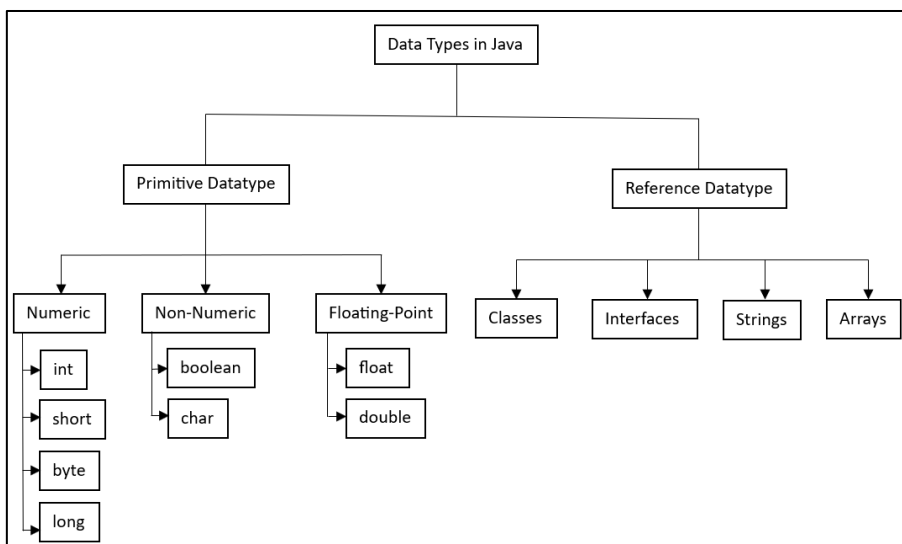 Data Types in Java
Primitive Datatype
Reference Datatype
Numeric
Non-Numeric
Floating-Point
Classes
Interfaces
Strings
Arrays
int
boolean
float
short
char
double
byte
long